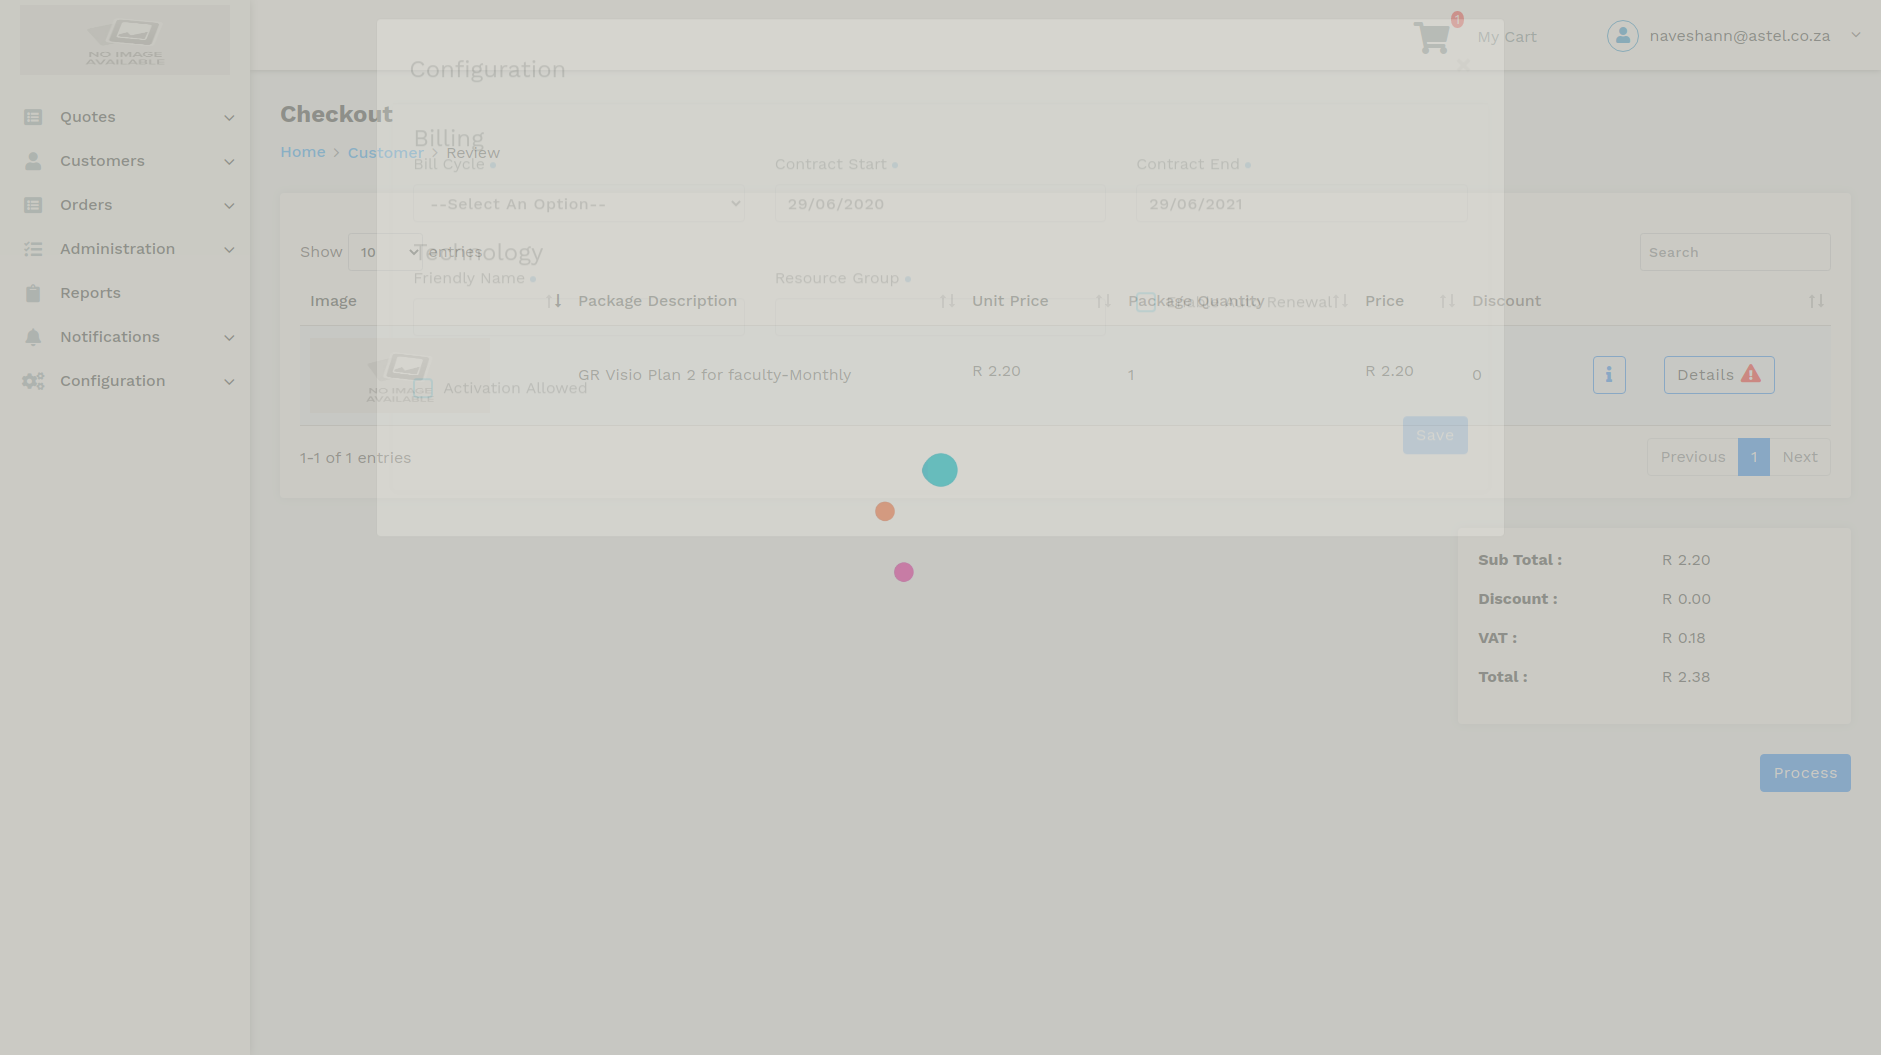 NO IMAGE
AVAILABLE
Quotes
Customers
Orders
Administration
Reports
Notifications
Configuration
1
My Cart
naveshann@astel.co.za
Checkout
Home > Customer > Review
Configuration
×
Billing
Bill Cycle
Contract Start
Contract End
--Select An Option--
29/06/2020
29/06/2021
Technology
Friendly Name
Resource Group
Enable Auto Renewal
Activation Allowed
Save
Show 10 entries
Search
Image Package Description Unit Price Package Quantity Price Discount
NO IMAGE
AVAILABLE
GR Visio Plan 2 for faculty-Monthly R 2.20 1 R 2.20 0 Details
1-1 of 1 entries
Previous 1 Next
Sub Total : R 2.20
Discount : R 0.00
VAT : R 0.18
Total : R 2.38
Process